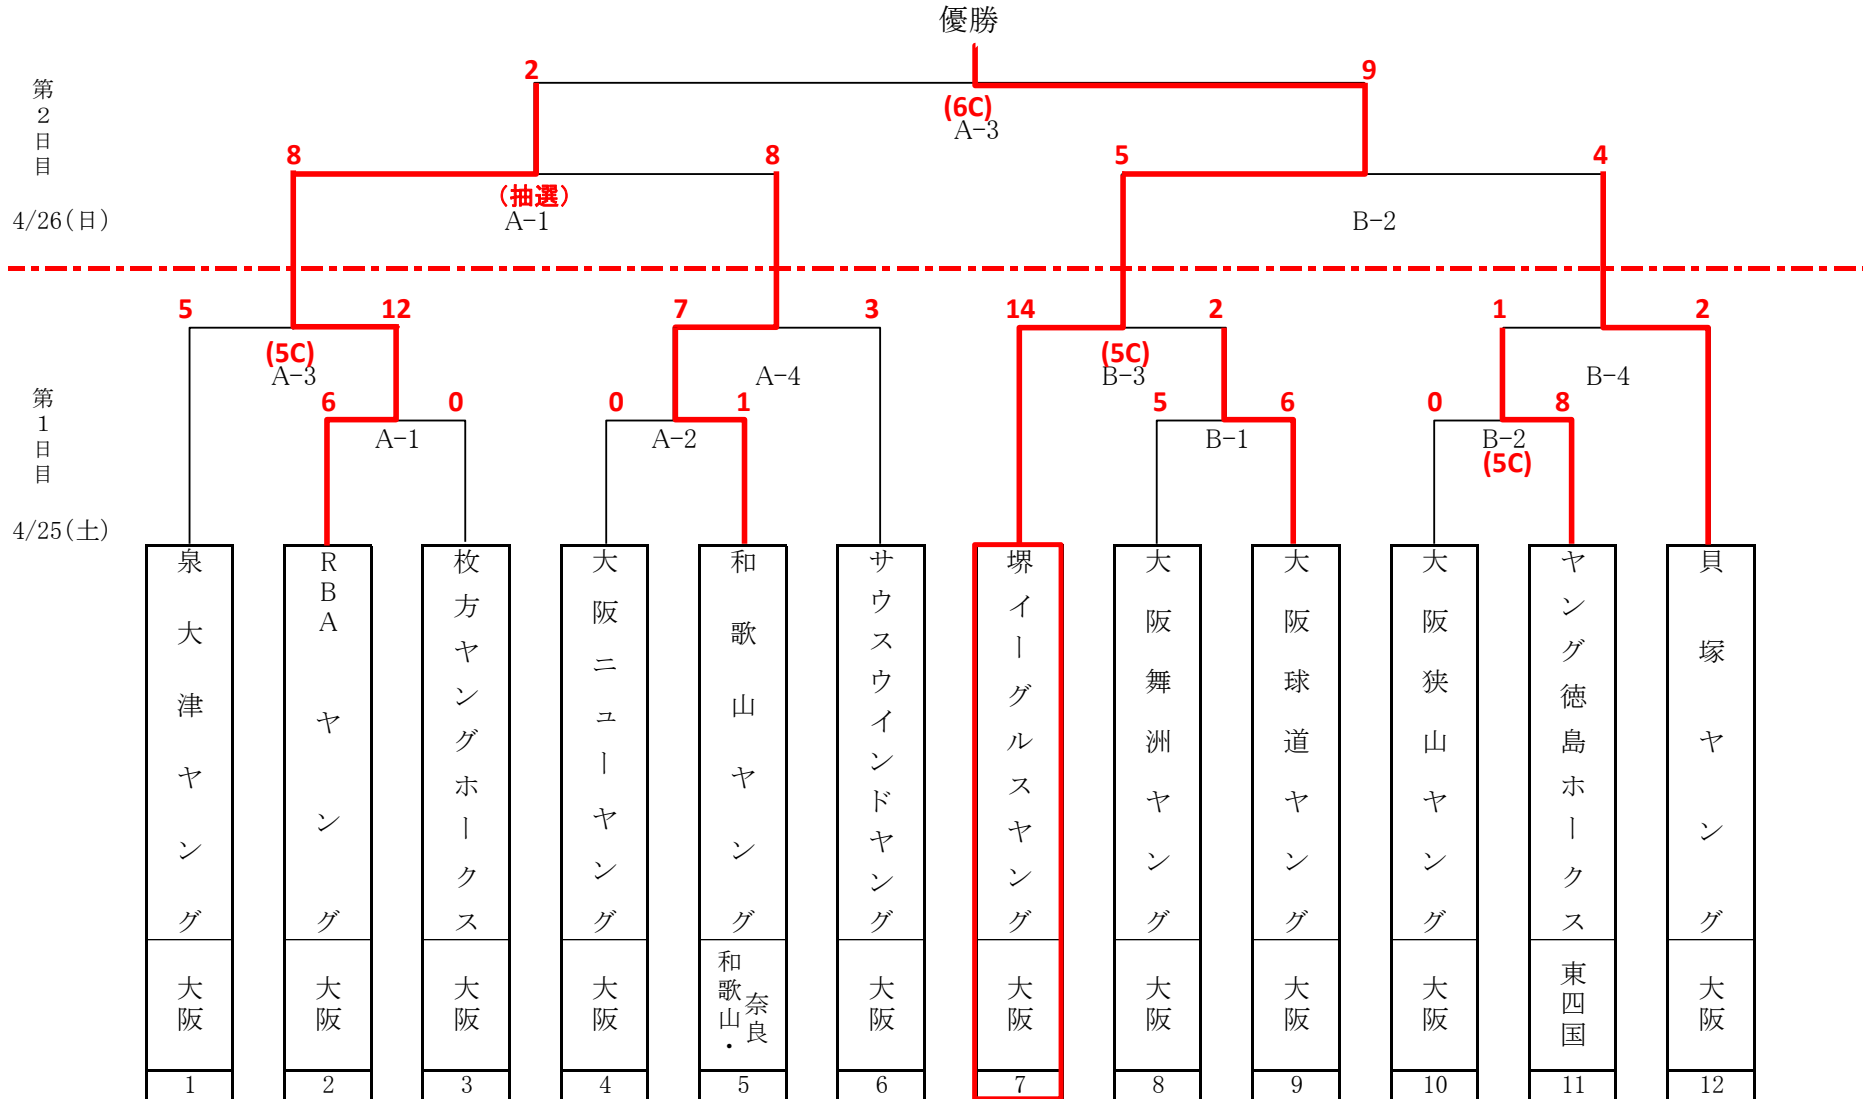 優勝
2
9
(6C)
A-3
第2日目
8
8
5
4
(抽選)
4/26(日)
A-1
B-2
5
12
7
3
14
2
1
2
(5C)
(5C)
A-3
A-4
B-3
B-4
第1日目
6
0
0
1
5
6
0
8
A-1
A-2
B-1
B-2
(5C)
4/25(土)
泉大津ヤング
RBAヤング
枚方ヤングホークス
大阪ニューヤング
和歌山ヤング
サウスウインドヤング
堺イーグルスヤング
大阪舞洲ヤング
大阪球道ヤング
大阪狭山ヤング
ヤング徳島ホークス
貝塚ヤング
大阪
大阪
大阪
大阪
和歌山・
奈良
大阪
大阪
大阪
大阪
大阪
東四国
大阪
1
2
3
4
5
6
7
8
9
10
11
12